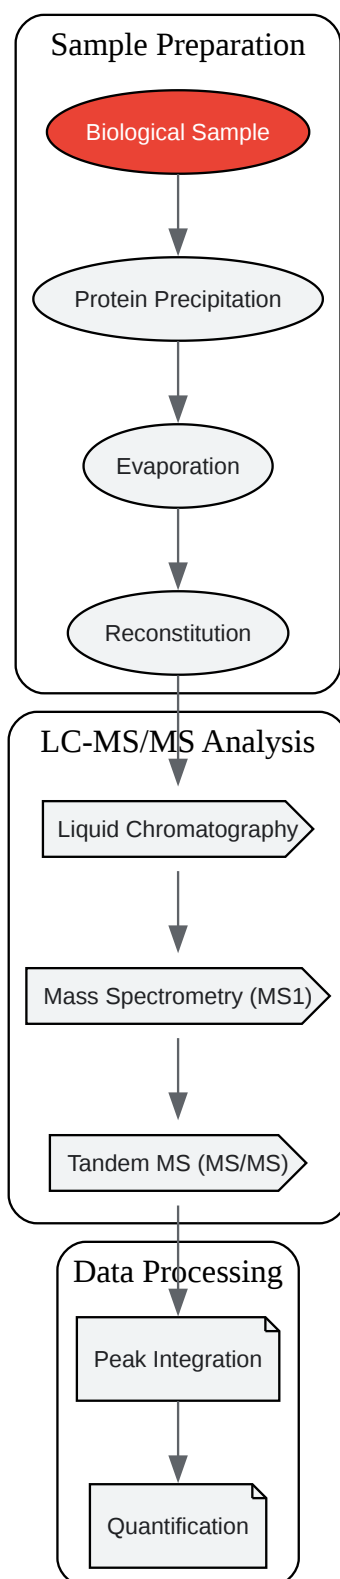 Sample Preparation
Biological Sample
Protein Precipitation
Evaporation
Reconstitution
LC-MS/MS Analysis
Liquid Chromatography
Mass Spectrometry (MS1)
Tandem MS (MS/MS)
Data Processing
Peak Integration
Quantification